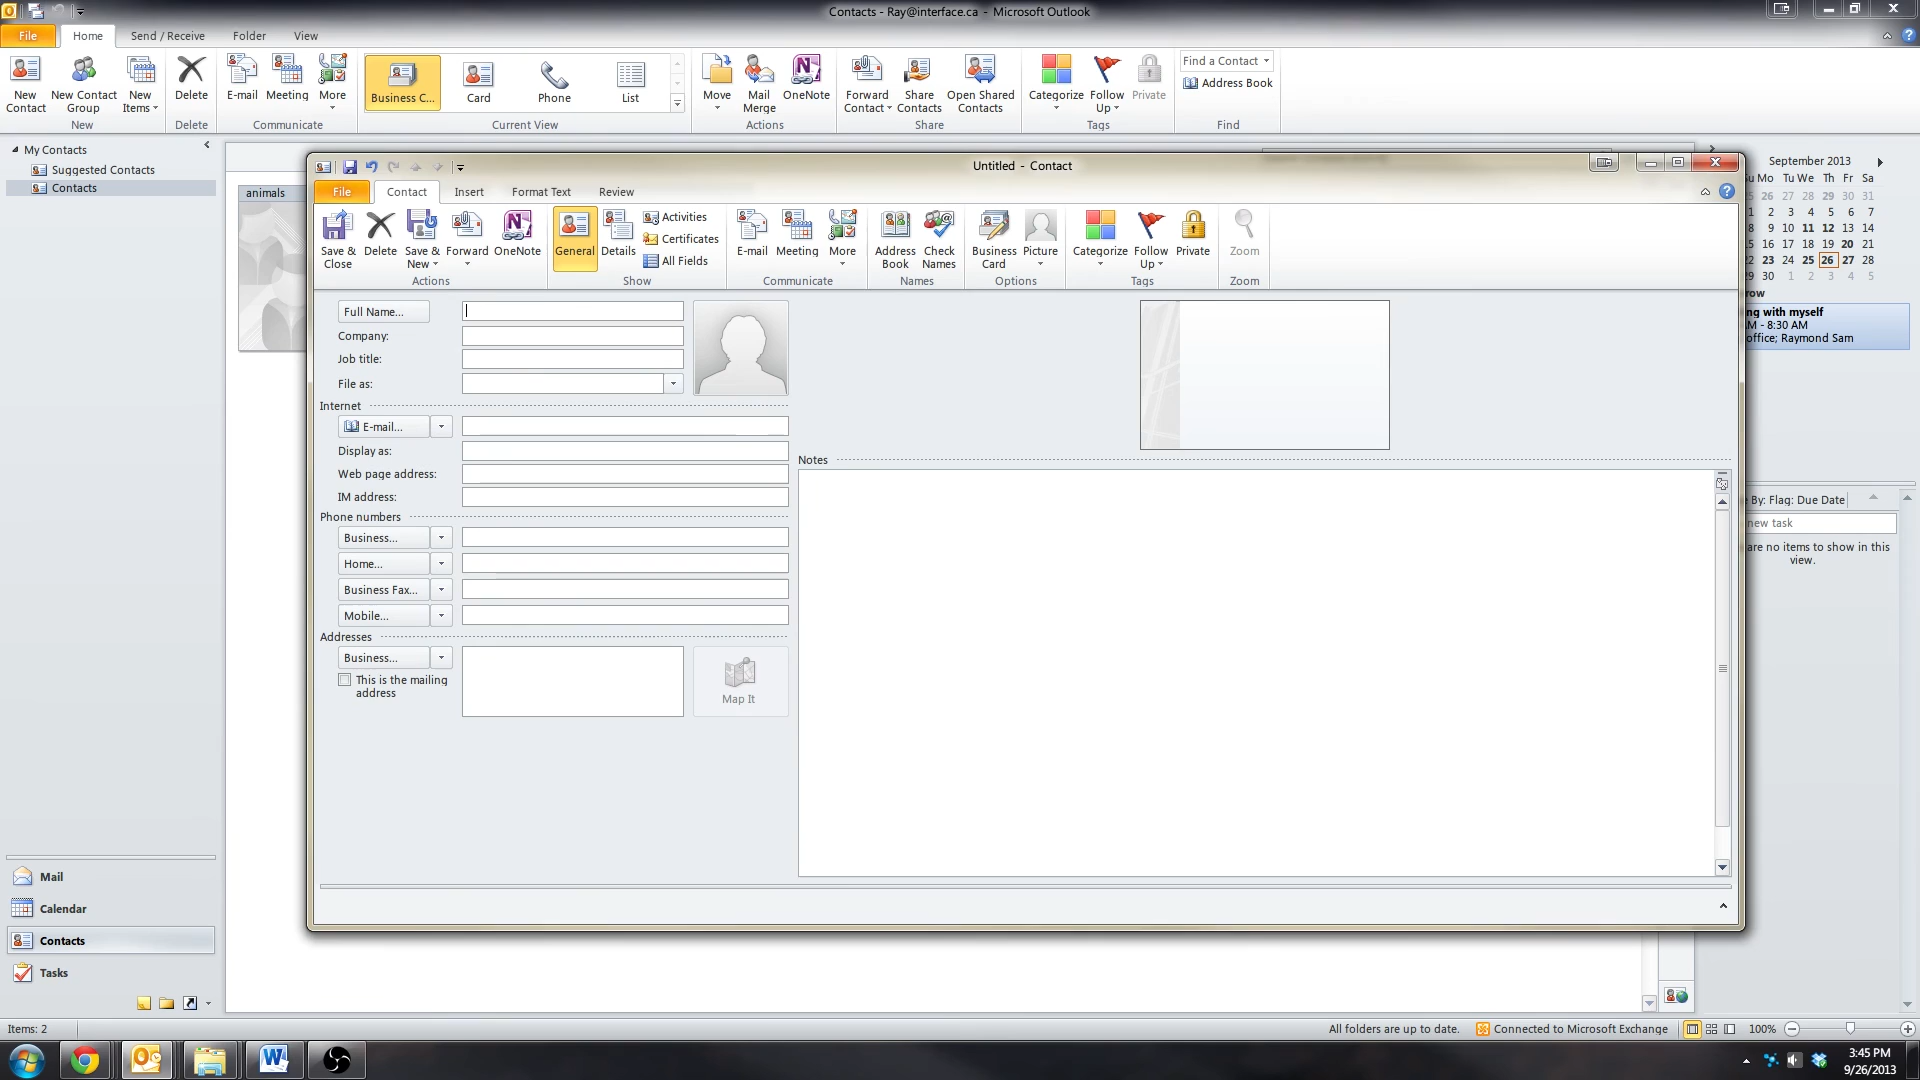 Contacts - Ray@interface.ca - Microsoft Outlook
File Home Send / Receive Folder View
New Contact
New Contact Group
New Items
New
Delete
Delete
E-mail
Meeting
More
Communicate
Business C...
Card
Phone
List
Current View
Move
Mail Merge
OneNote
Actions
Forward Contact
Share Contacts
Open Shared Contacts
Share
Categorize
Follow Up
Private
Tags
Find a Contact
Address Book
Find
My Contacts
Suggested Contacts
Contacts
animals
Untitled - Contact
File Contact Insert Format Text Review
Save & Close
Delete
Save & New
Forward
OneNote
Actions
General
Details
Activities
Certificates
All Fields
Show
E-mail
Meeting
More
Communicate
Address Book
Check Names
Names
Business Card
Picture
Options
Categorize
Follow Up
Private
Tags
Zoom
Zoom
Full Name...
Company:
Job title:
File as:
Internet
E-mail...
Display as:
Web page address:
IM address:
Phone numbers
Business...
Home...
Business Fax...
Mobile...
Addresses
Business...
This is the mailing
address
Map It
Notes
September 2013
Su Mo Tu We Th Fr Sa
25 26 27 28 29 30 31
1 2 3 4 5 6 7
8 9 10 11 12 13 14
15 16 17 18 19 20 21
22 23 24 25 26 27 28
29 30 1 2 3 4 5
row
ng with myself
AM - 8:30 AM
office; Raymond Sam
By: Flag: Due Date
new task
are no items to show in this
view.
Mail
Calendar
Contacts
Tasks
Items: 2
All folders are up to date. Connected to Microsoft Exchange 100%
3:45 PM
9/26/2013